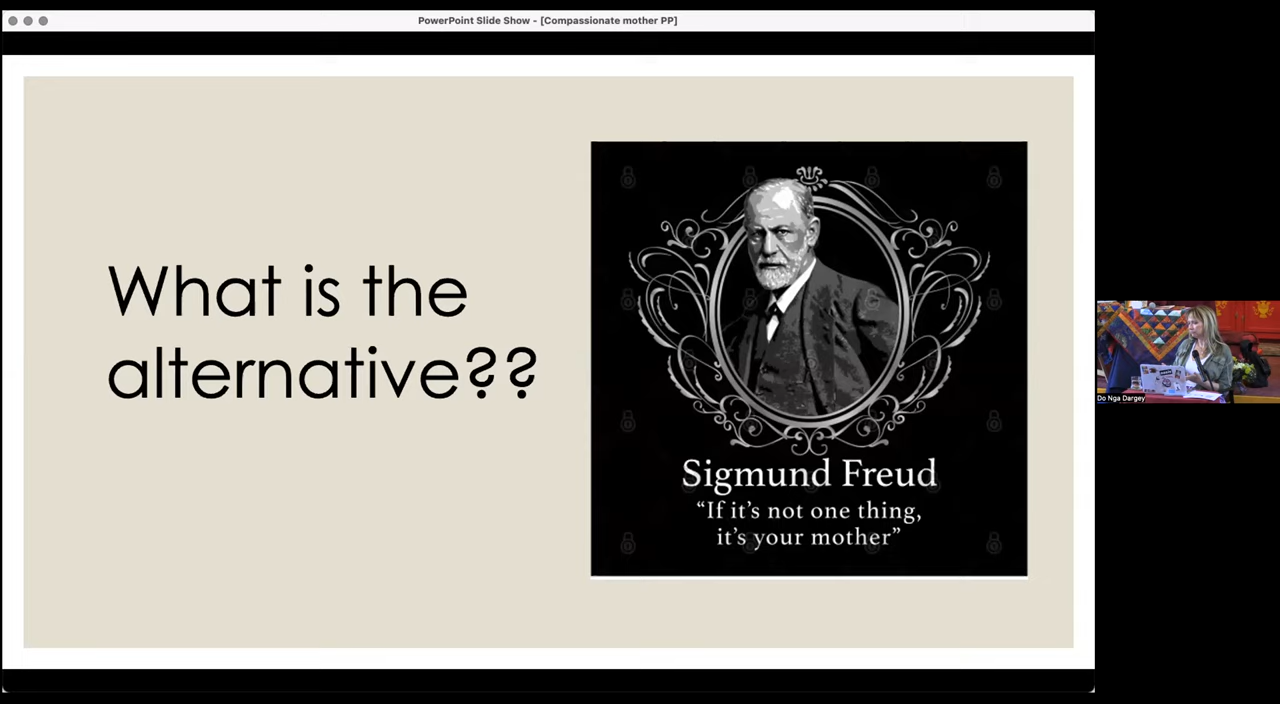 PowerPoint Slide Show - [Compassionate mother PP]
What is the
alternative??
Sigmund Freud
“If it’s not one thing,
it’s your mother”
Do Nga Dargey